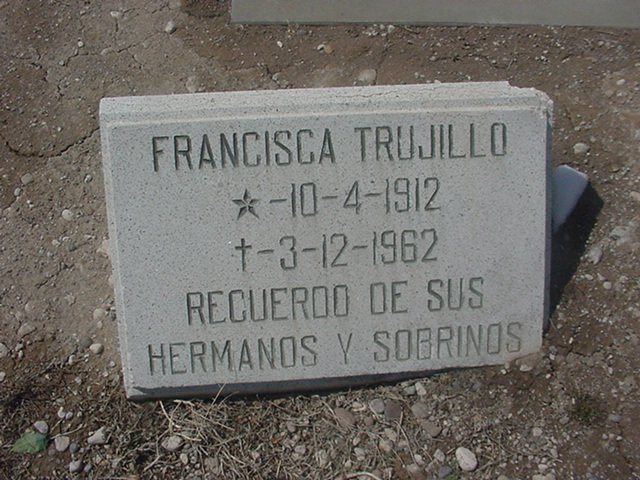 FRANCISCA TRUJILLO
★-10-4-1912
✝-3-12-1962
RECUERDO DE SUS
HERMANOS Y SOBRINOS